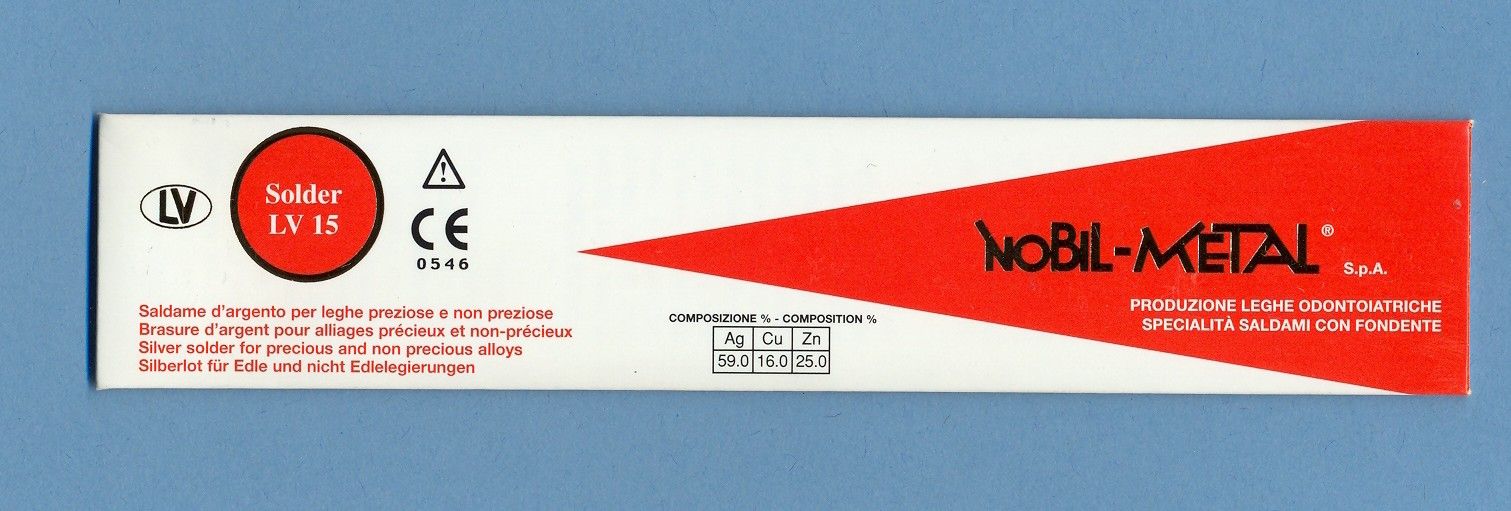 LV
Solder
LV 15
CE
0546
Saldame d'argento per leghe preziose e non preziose
Brasure d'argent pour alliages précieux et non-précieux
Silver solder for precious and non precious alloys
Silberlot für Edle und nicht Edlelegierungen
COMPOSIZIONE % - COMPOSITION %
Ag Cu Zn
59.0 16.0 25.0
NOBIL-METAL® S.p.A.
PRODUZIONE LEGHE ODONTOIATRICHE
SPECIALITÀ SALDAMI CON FONDENTE